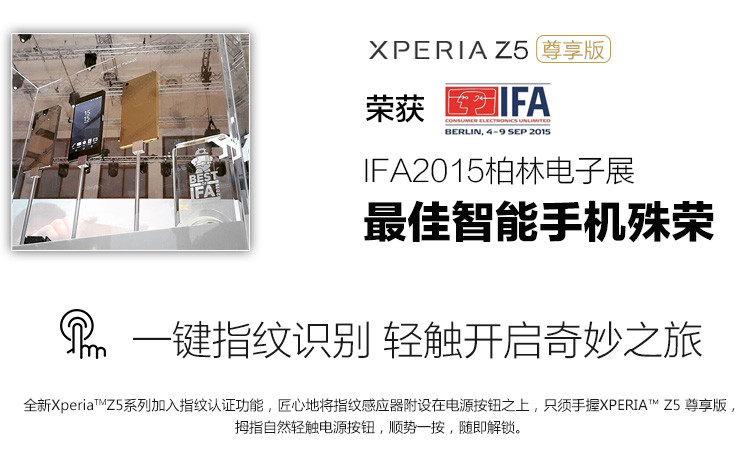 XPERIA Z5 尊享版
荣获
IFA
CONSUMER ELECTRONICS UNLIMITED
BERLIN, 4-9 SEP 2015
IFA2015柏林电子展
最佳智能手机殊荣
BEST
IFA
一键指纹识别 轻触开启奇妙之旅
全新Xperia™Z5系列加入指纹认证功能，匠心地将指纹感应器附设在电源按钮之上，只须手握XPERIA™ Z5 尊享版，
拇指自然轻触电源按钮，顺势一按，随即解锁。